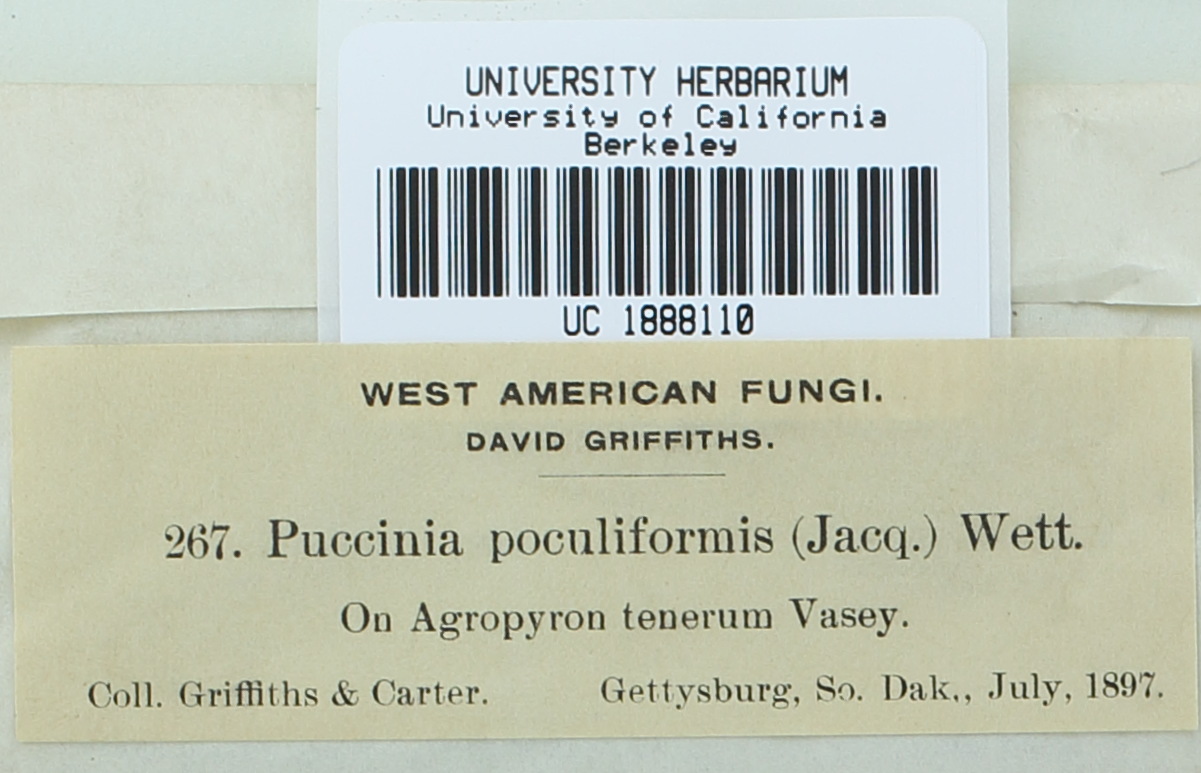 UNIVERSITY HERBARIUM
University of California
Berkeley
UC 1888110
WEST AMERICAN FUNGI.
DAVID GRIFFITHS.
267. Puccinia poculiformis (Jacq.) Wett.
On Agropyron tenerum Vasey.
Coll. Griffiths & Carter. Gettysburg, So. Dak., July, 1897.